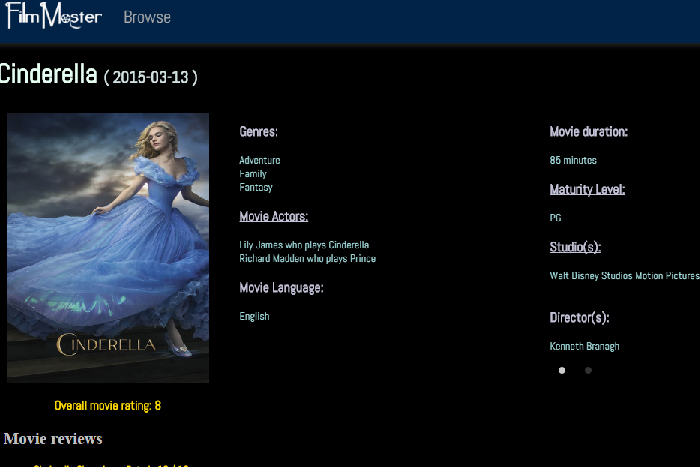 FilmMaster Browse
Cinderella ( 2015-03-13 )
Genres:
Adventure
Family
Fantasy
Movie Actors:
Lily James who plays Cinderella
Richard Madden who plays Prince
Movie Language:
English
Movie duration:
85 minutes
Maturity Level:
PG
Studio(s):
Walt Disney Studios Motion Pictures
Director(s):
Kenneth Branagh
CINDERELLA
Overall movie rating: 8
Movie reviews